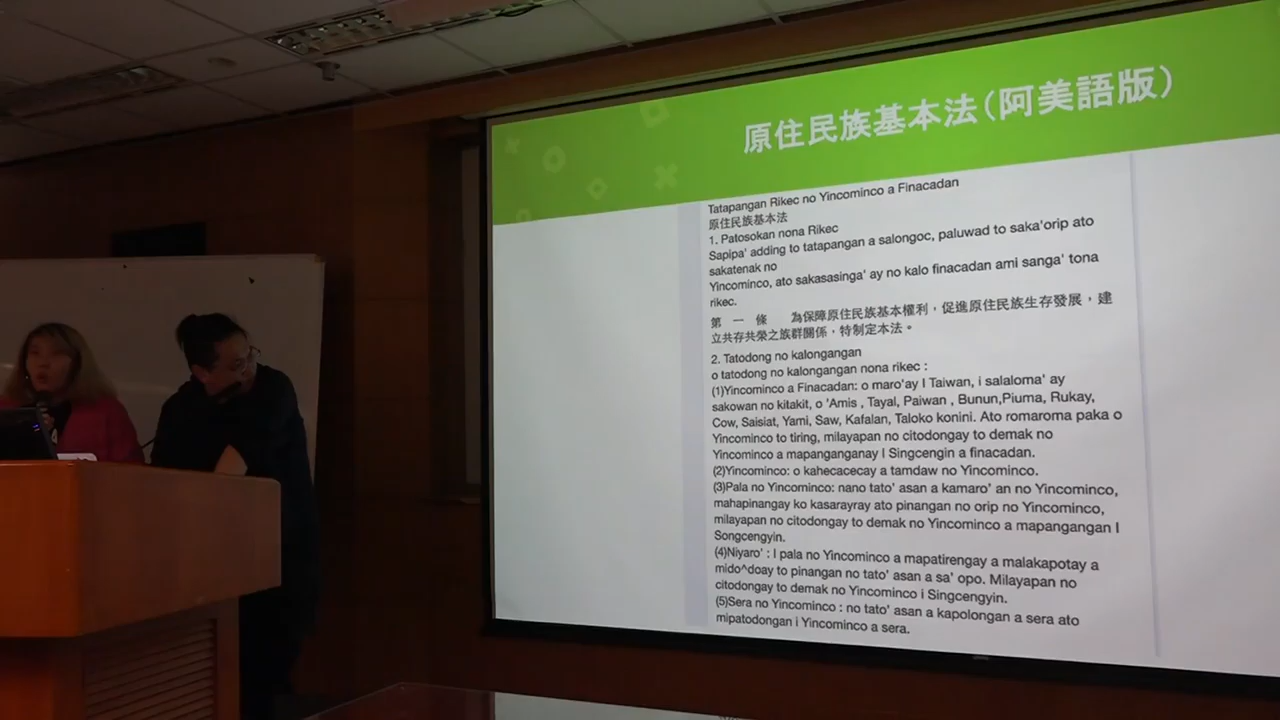 原住民族基本法（阿美語版）
Tatapangan Rikec no Yincominco a Finacadan
原住民族基本法
1. Patosokan nona Rikec
Sapipa' adding to tatapangan a salongoc, paluwad to saka'orip ato
sakatenak no
Yincominco, ato sakasasinga' ay no kalo finacadan ami sanga' tona
rikec.
第 一 條 為保障原住民族基本權利，促進原住民族生存發展，建
立共存共榮之族群關係，特制定本法。
2. Tatodong no kalongangan
o tatodong no kalongangan nona rikec :
(1)Yincominco a Finacadan: o maro'ay I Taiwan, i salaloma' ay
sakowan no kitakit, o 'Amis , Tayal, Paiwan , Bunun,Piuma, Rukay,
Cow, Saisiat, Yami, Saw, Kafalan, Taloko konini. Ato romaroma paka o
Yincominco to tiring, milayapan no citodongay to demak no
Yincominco a mapanganganay I Singcengin a finacadan.
(2)Yincominco: o kahecacecay a tamdaw no Yincominco.
(3)Pala no Yincominco: nano tato' asan a kamaro' an no Yincominco,
mahapinangay ko kasarayray ato pinangan no orip no Yincominco,
milayapan no citodongay to demak no Yincominco a mapangangan I
Songcengyin.
(4)Niyaro' : I pala no Yincominco a mapatirengay a malakapotay a
mido^doay to pinangan no tato' asan a sa' opo. Milayapan no
citodongay to demak no Yincominco i Singcengyin.
(5)Sera no Yincominco : no tato' asan a kapolongan a sera ato
mipatodongan i Yincominco a sera.